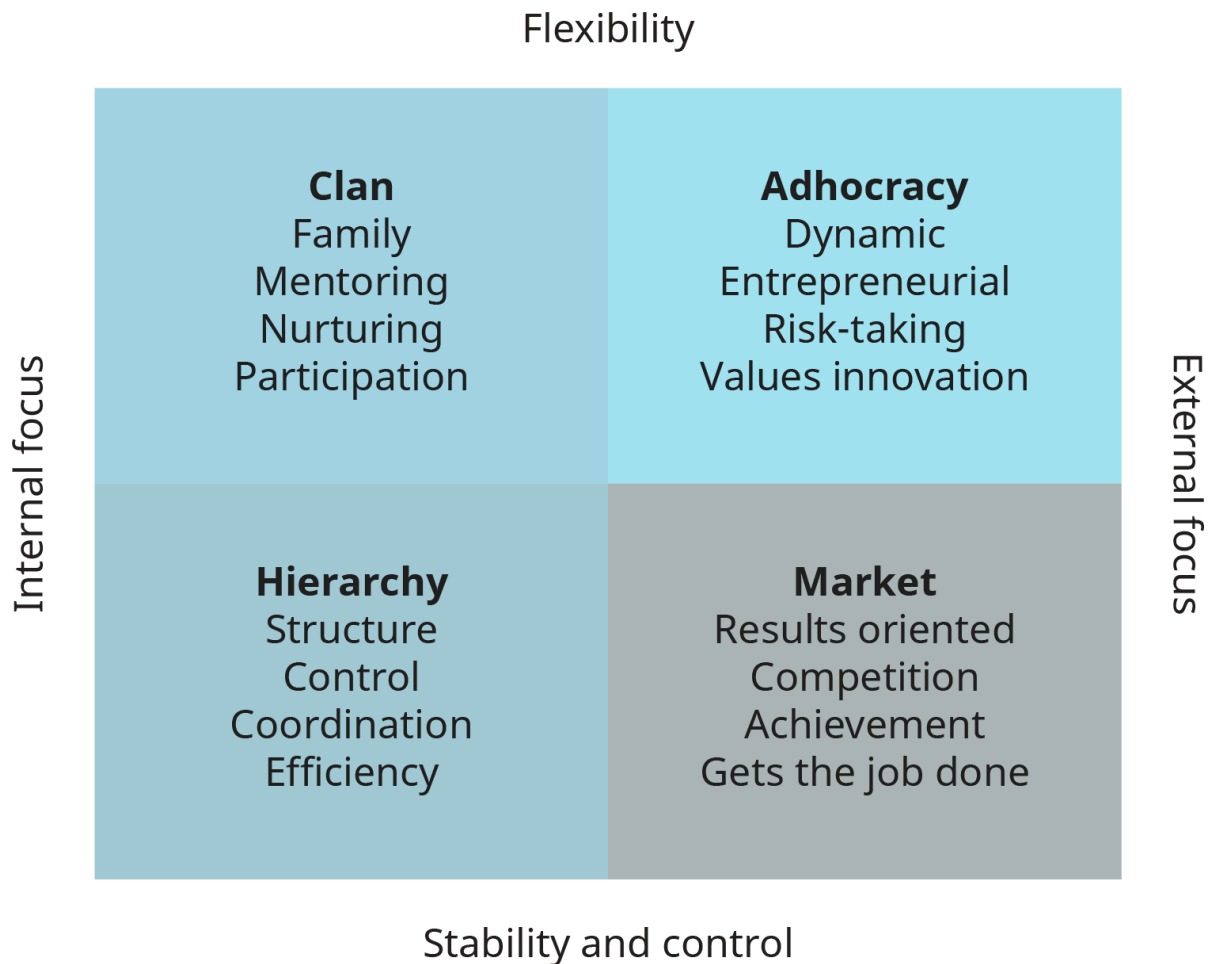 Flexibility
Internal focus
Clan
Family
Mentoring
Nurturing
Participation
Adhocracy
Dynamic
Entrepreneurial
Risk-taking
Values innovation
External focus
Hierarchy
Structure
Control
Coordination
Efficiency
Market
Results oriented
Competition
Achievement
Gets the job done
Stability and control